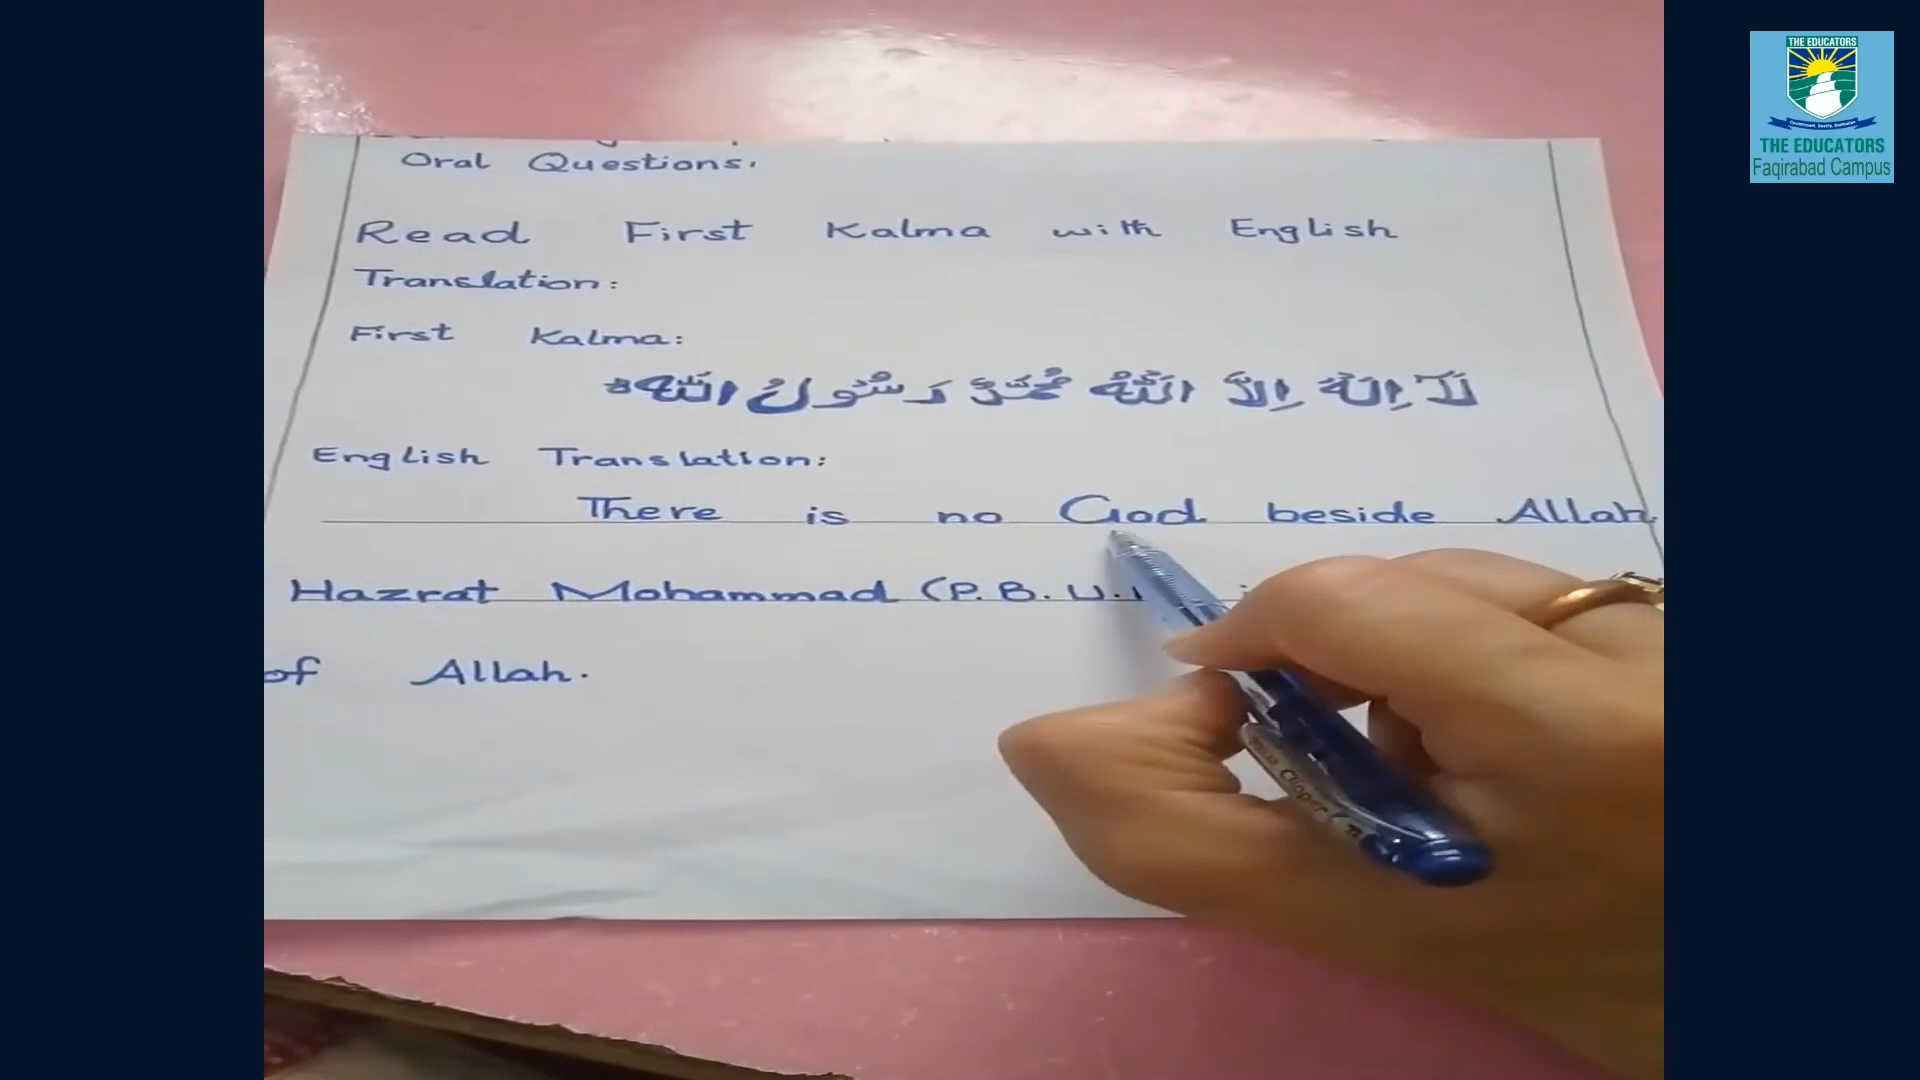 THE EDUCATORS
THE EDUCATORS
Faqirabad Campus
Oral Questions:
Read First Kalma with English
Translation:
First Kalma:
لَآ اِلٰهَ اِلَّا اللّٰهُ مُحَمَّدٌ رَسُوْلُ اللّٰهِ
English Translation:
There is no God beside Allah.
Hazrat Mohammad (P.B.U.
of Allah.